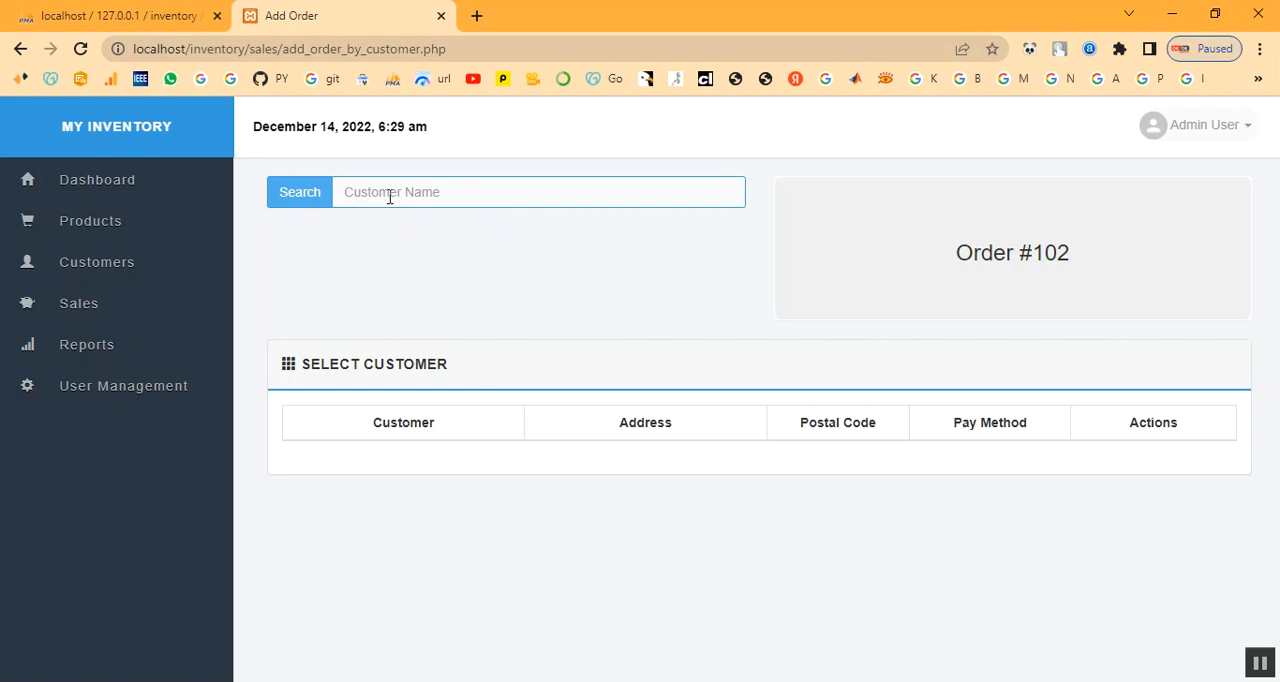 localhost / 127.0.0.1 / inventory
Add Order
localhost/inventory/sales/add_order_by_customer.php
Paused
IEEE
PY
git
url
Go
K
B
M
N
A
P
I
MY INVENTORY
December 14, 2022, 6:29 am
Admin User
Dashboard
Products
Customers
Sales
Reports
User Management
Search
Customer Name
Order #102
SELECT CUSTOMER
Customer
Address
Postal Code
Pay Method
Actions